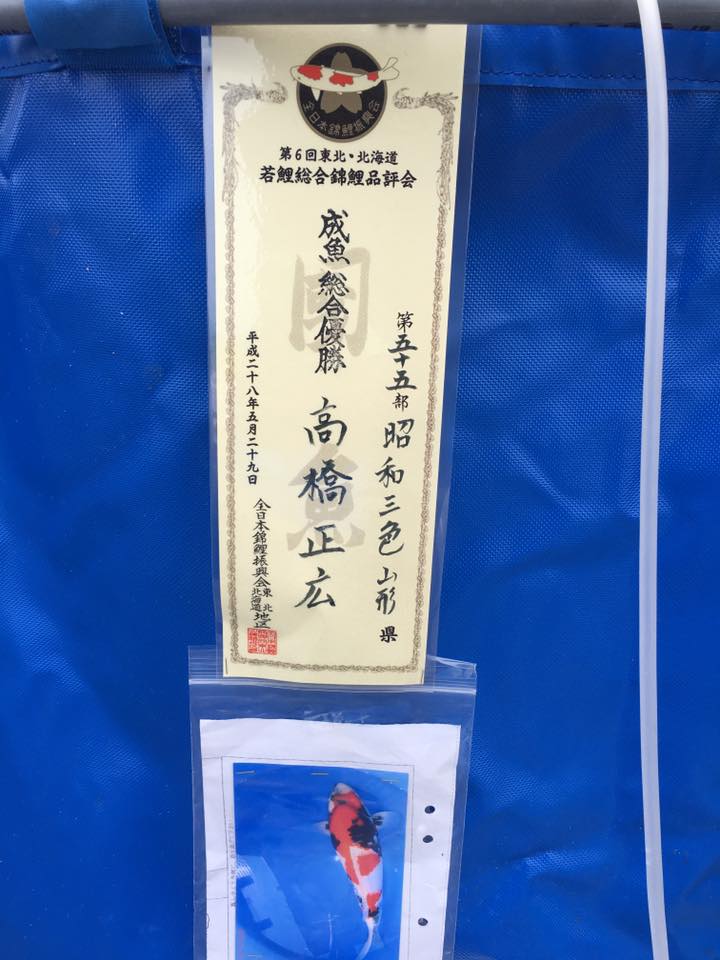 全日本錦鯉振興会
第6回東北・北海道
若鯉総合錦鯉品評会
第五十五部 昭和三色 山形県
成魚総合優勝 高橋正広
平成二十八年五月二十九日
全日本錦鯉振興会東北北海道地区